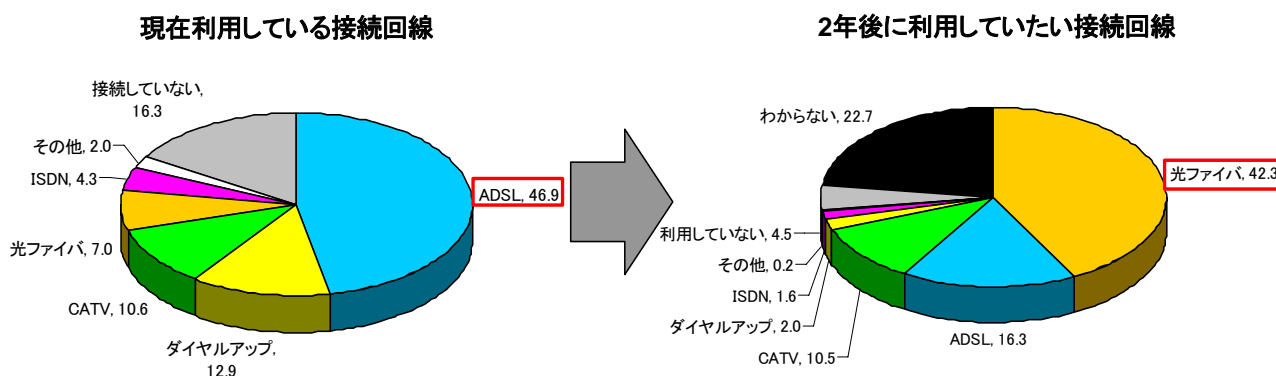 現在利用している接続回線
接続していない,
16.3
その他, 2.0
ISDN, 4.3
光ファイバ, 7.0
CATV, 10.6
ダイヤルアップ,
12.9
ADSL, 46.9
2年後に利用していたい接続回線
わからない, 22.7
光ファイバ, 42.3
利用していない, 4.5
その他, 0.2
ISDN, 1.6
ダイヤルアップ, 2.0
CATV, 10.5
ADSL, 16.3